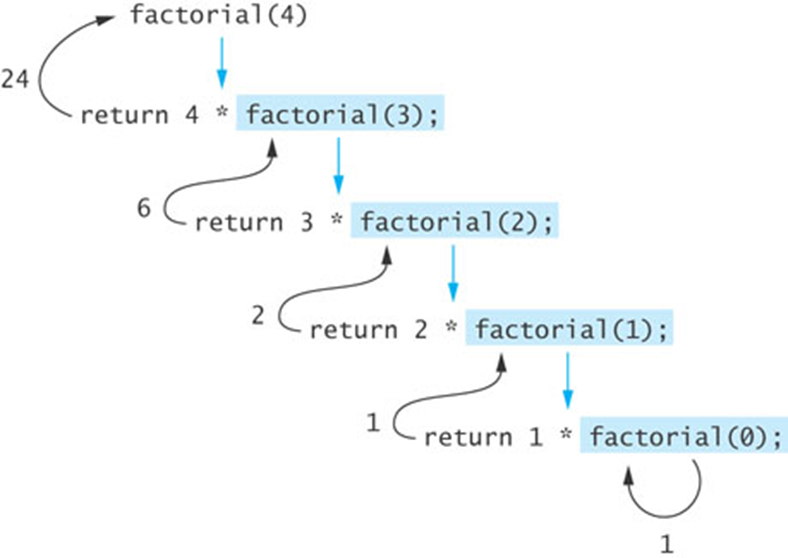 factorial(4)
24
return 4 * factorial(3);
6
return 3 * factorial(2);
2
return 2 * factorial(1);
1
return 1 * factorial(0);
1